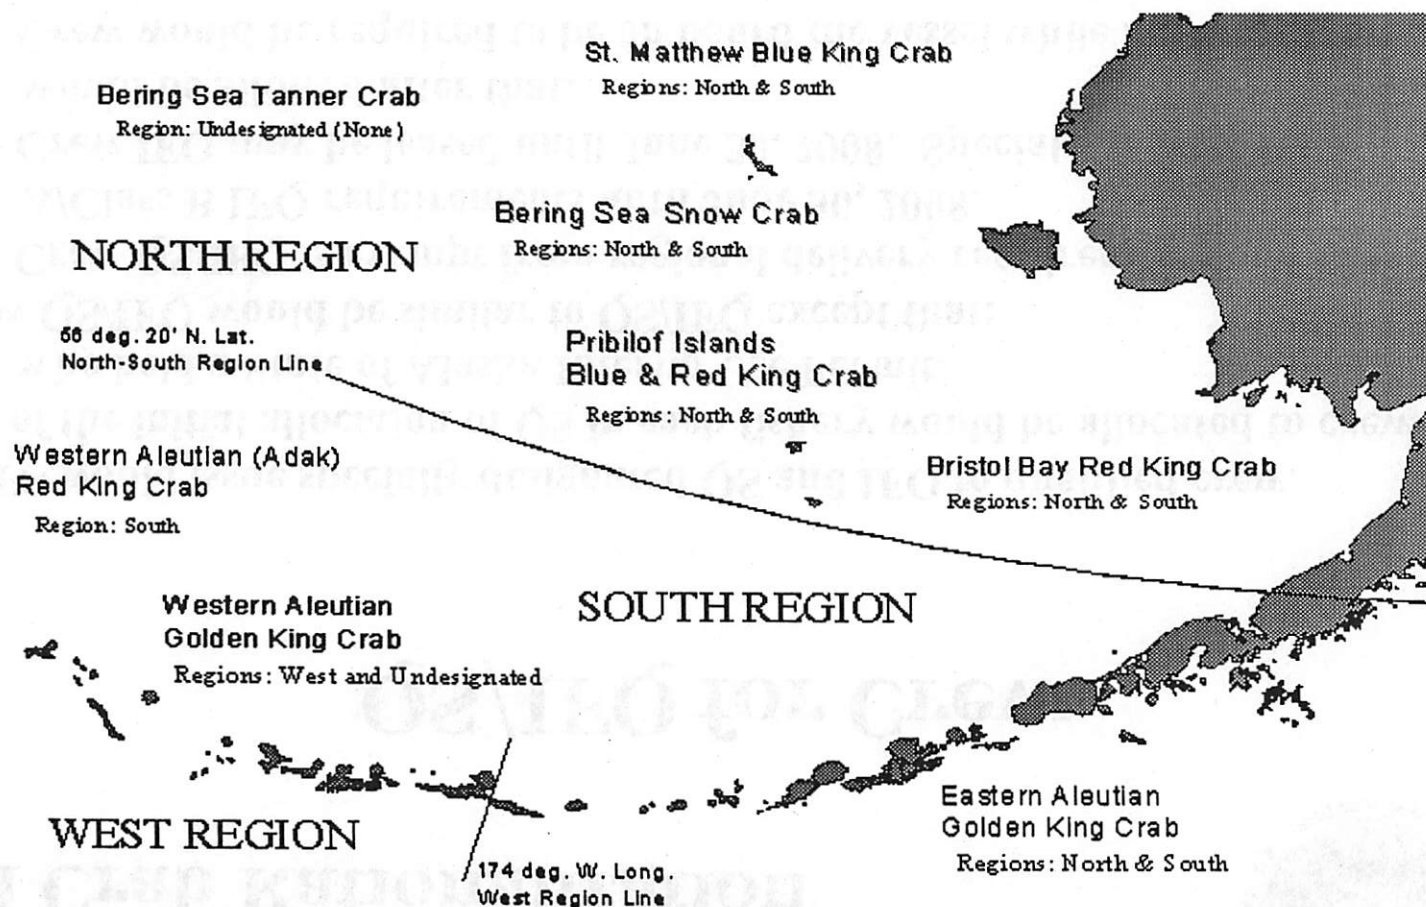 St. Matthew Blue King Crab
Regions: North & South
Bering Sea Tanner Crab
Region: Undesignated (None)
Bering Sea Snow Crab
Regions: North & South
NORTH REGION
56 deg. 20' N. Lat.
North-South Region Line
Pribilof Islands
Blue & Red King Crab
Regions: North & South
Western Aleutian (Adak)
Red King Crab
Region: South
Bristol Bay Red King Crab
Regions: North & South
Western Aleutian
Golden King Crab
Regions: West and Undesignated
SOUTH REGION
WEST REGION
174 deg. W. Long.
West Region Line
Eastern Aleutian
Golden King Crab
Regions: North & South